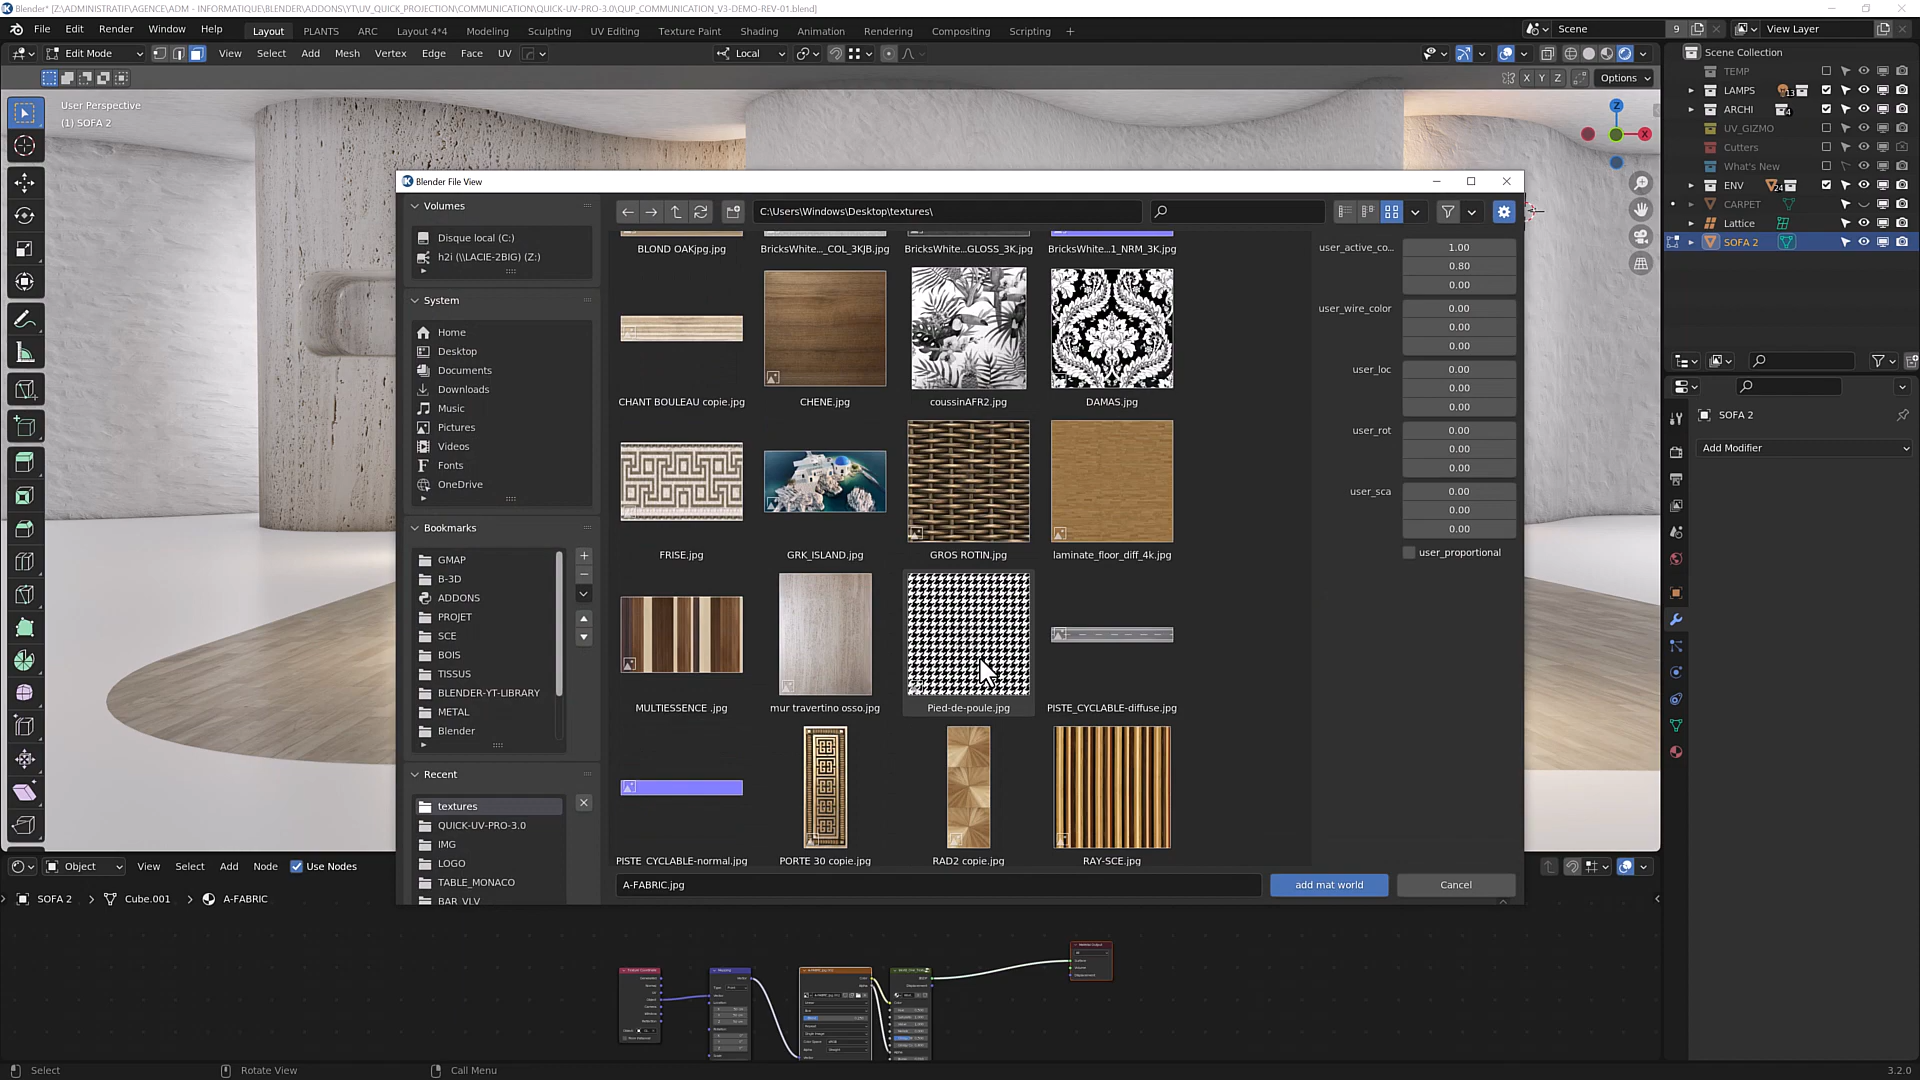 Blender* [Z:\ADMINISTRATIF\AGENCE\ADM - INFORMATIQUE\BLENDER\ADDONS\YT\UV_QUICK_PROJECTION\COMMUNICATION\QUICK-UV-PRO-3.0\QUP_COMMUNICATION_V3-DEMO-REV-01.blend]
File Edit Render Window Help Layout PLANTS ARC Layout 4*4 Modeling Sculpting UV Editing Texture Paint Shading Animation Rendering Compositing Scripting + Scene 9 View Layer
Edit Mode View Select Add Mesh Vertex Edge Face UV Local
X Y Z Options
User Perspective
(1) SOFA 2
Z
X
Scene Collection
TEMP
LAMPS 13
ARCHI 4
UV_GIZMO
Cutters
What's New
ENV 24
CARPET
Lattice
SOFA 2
SOFA 2
Add Modifier
Blender File View
Volumes
Disque local (C:)
h2i (\\LACIE-2BIG) (Z:)
System
Home
Desktop
Documents
Downloads
Music
Pictures
Videos
Fonts
OneDrive
Bookmarks
GMAP
B-3D
ADDONS
PROJET
SCE
BOIS
TISSUS
BLENDER-YT-LIBRARY
METAL
Blender
Recent
textures
QUICK-UV-PRO-3.0
IMG
LOGO
TABLE_MONACO
BAR_VLV
C:\Users\Windows\Desktop\textures\
BLOND OAKjpg.jpg BricksWhite..._COL_3KJB.jpg BricksWhite...GLOSS_3K.jpg BricksWhite...1_NRM_3K.jpg
CHANT BOULEAU copie.jpg CHENE.jpg coussinAFR2.jpg DAMAS.jpg
FRISE.jpg GRK_ISLAND.jpg GROS ROTIN.jpg laminate_floor_diff_4k.jpg
MULTIESSENCE .jpg mur travertino osso.jpg Pied-de-poule.jpg PISTE_CYCLABLE-diffuse.jpg
PISTE_CYCLABLE-normal.jpg PORTE 30 copie.jpg RAD2 copie.jpg RAY-SCE.jpg
user_active_co... 1.00
0.80
0.00
user_wire_color 0.00
0.00
0.00
user_loc 0.00
0.00
0.00
user_rot 0.00
0.00
0.00
user_sca 0.00
0.00
0.00
user_proportional
A-FABRIC.jpg add mat world Cancel
Object View Select Add Node Use Nodes
SOFA 2 > Cube.001 > A-FABRIC
Select Rotate View Call Menu 3.2.0